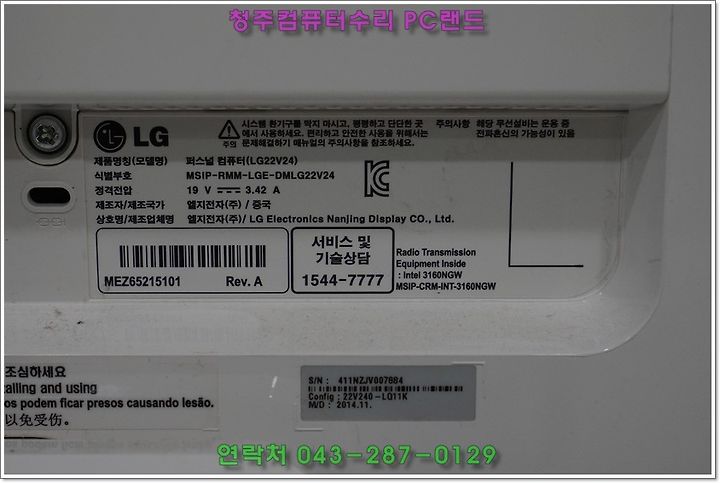 청주컴퓨터수리 PC랜드
LG
주의
시스템 환기구를 막지 마시고, 평평하고 단단한 곳
에서 사용하세요. 편리하고 안전한 사용을 위해서는
문제해결하기 매뉴얼의 주의사항을 참조하세요.
주의사항 해당 무선설비는 운용 중
전파혼신의 가능성이 있음
제품명칭(모델명) 퍼스널 컴퓨터(LG22V24)
식별부호 MSIP-RMM-LGE-DMLG22V24
정격전압 19 V 3.42 A
제조자/제조국가 엘지전자(주) / 중국
상호명/제조업체명 엘지전자(주) / LG Electronics Nanjing Display CO., Ltd.
MEZ65215101 Rev. A
서비스 및
기술상담
1544-7777
Radio Transmission
Equipment Inside
: Intel 3160NGW
MSIP-CRM-INT-3160NGW
조심하세요
alling and using
os podem ficar presos causando lesão.
以免受伤。
S/N : 411NZJV007684
Config : 22V240-LQ11K
M/D : 2014.11.
연락처 043-287-0129